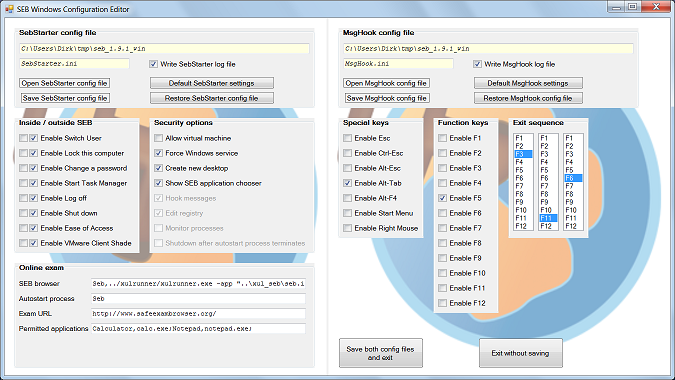 SEB Windows Configuration Editor
SebStarter config file
C:\Users\Dirk\tmp\seb_1.9.1_win
SebStarter.ini
Write SebStarter log file
Open SebStarter config file
Default SebStarter settings
Save SebStarter config file
Restore SebStarter config file
MsgHook config file
C:\Users\Dirk\tmp\seb_1.9.1_win
MsgHook.ini
Write MsgHook log file
Open MsgHook config file
Default MsgHook settings
Save MsgHook config file
Restore MsgHook config file
Inside / outside SEB
Enable Switch User
Enable Lock this computer
Enable Change a password
Enable Start Task Manager
Enable Log off
Enable Shut down
Enable Ease of Access
Enable VMware Client Shade
Security options
Allow virtual machine
Force Windows service
Create new desktop
Show SEB application chooser
Hook messages
Edit registry
Monitor processes
Shutdown after autostart process terminates
Special keys
Enable Esc
Enable Ctrl-Esc
Enable Alt-Esc
Enable Alt-Tab
Enable Alt-F4
Enable Start Menu
Enable Right Mouse
Function keys
Enable F1
Enable F2
Enable F3
Enable F4
Enable F5
Enable F6
Enable F7
Enable F8
Enable F9
Enable F10
Enable F11
Enable F12
Exit sequence
F1 F1 F1
F2 F2 F2
F3 F3 F3
F4 F4 F4
F5 F5 F5
F6 F6 F6
F7 F7 F7
F8 F8 F8
F9 F9 F9
F10 F10 F10
F11 F11 F11
F12 F12 F12
Online exam
SEB browser
Seb,../xulrunner/xulrunner.exe -app "..\xul_seb\seb.i
Autostart process
Seb
Exam URL
http://www.safeexambrowser.org/
Permitted applications
Calculator,calc.exe;Notepad,notepad.exe;
Save both config files
and exit
Exit without saving